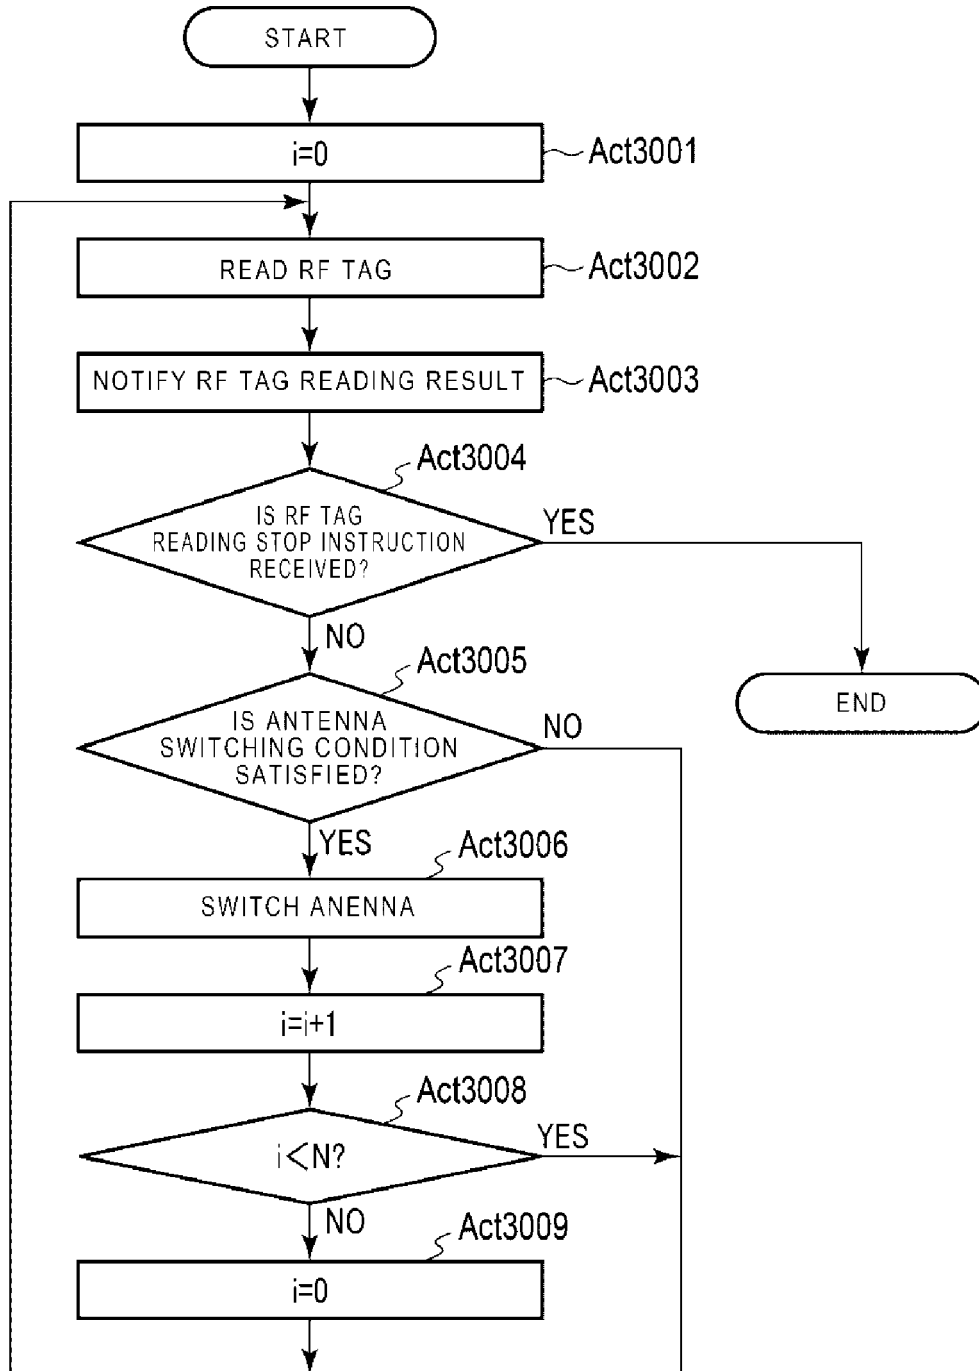 START
i=0
Act3001
READ RF TAG
Act3002
NOTIFY RF TAG READING RESULT
Act3003
Act3004
IS RF TAG
READING STOP INSTRUCTION
RECEIVED?
YES
NO
END
Act3005
IS ANTENNA
SWITCHING CONDITION
SATISFIED?
NO
YES
Act3006
SWITCH ANENNA
Act3007
i=i+1
Act3008
i<N?
YES
NO
Act3009
i=0